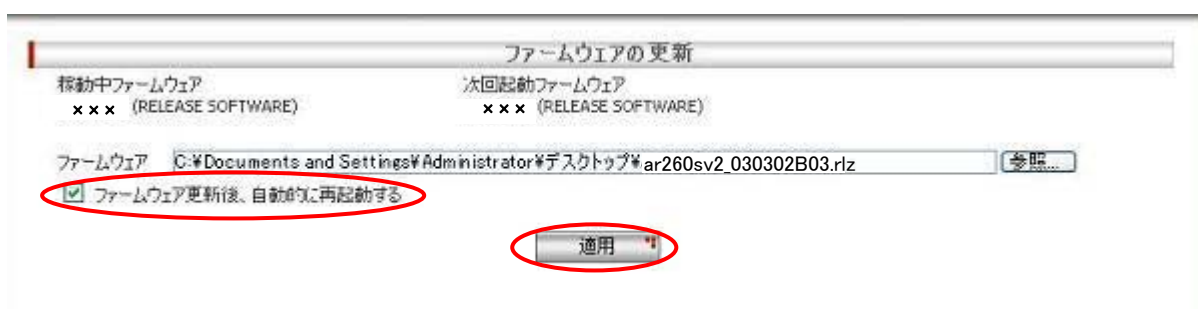 ファームウェアの更新
稼動中ファームウェア 次回起動ファームウェア
××× (RELEASE SOFTWARE) ××× (RELEASE SOFTWARE)
ファームウェア C:¥Documents and Settings¥Administrator¥デスクトップ¥ar260sv2_030302B03.rlz 参照...
ファームウェア更新後、自動的に再起動する
適用